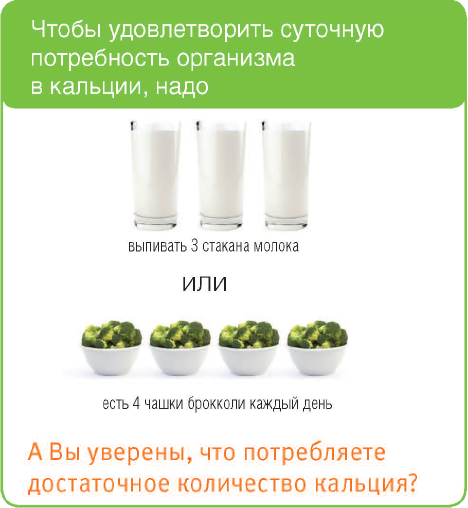 Чтобы удовлетворить суточную
потребность организма
в кальции, надо
выпивать 3 стакана молока
ИЛИ
есть 4 чашки брокколи каждый день
А Вы уверены, что потребляете
достаточное количество кальция?